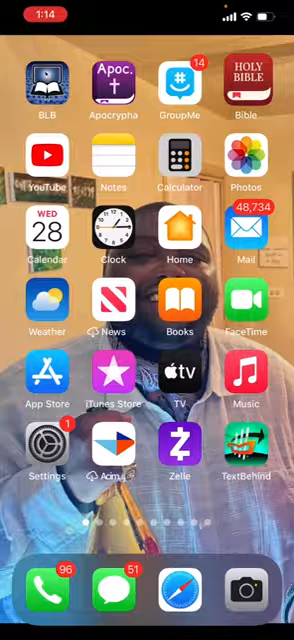 1:14
Apoc.
14
HOLY
BIBLE
BLB
Apocrypha
GroupMe
Bible
YouTube
Notes
Calculator
Photos
WED
28
48,734
Calendar
Clock
Home
Mail
Weather
News
Books
FaceTime
tv
App Store
iTunes Store
TV
Music
1
Settings
Zelle
TextBehind
96
51